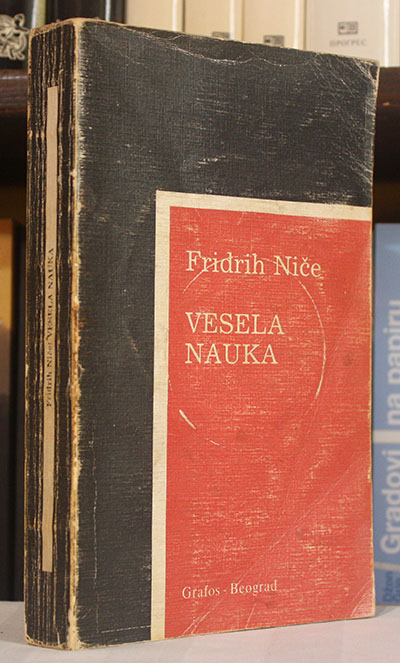 ПРОГРЕС
Fridrih Niče
VESELA
NAUKA
Grafos - Beograd
Fridrih Niče: VESELA NAUKA
Gradovi
na papiru